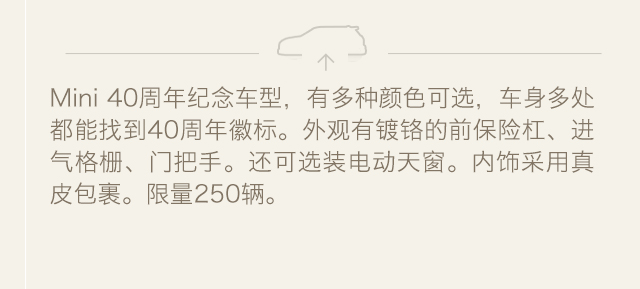 Mini 40周年纪念车型，有多种颜色可选，车身多处
都能找到40周年徽标。外观有镀铬的前保险杠、进
气格栅、门把手。还可选装电动天窗。内饰采用真
皮包裹。限量250辆。